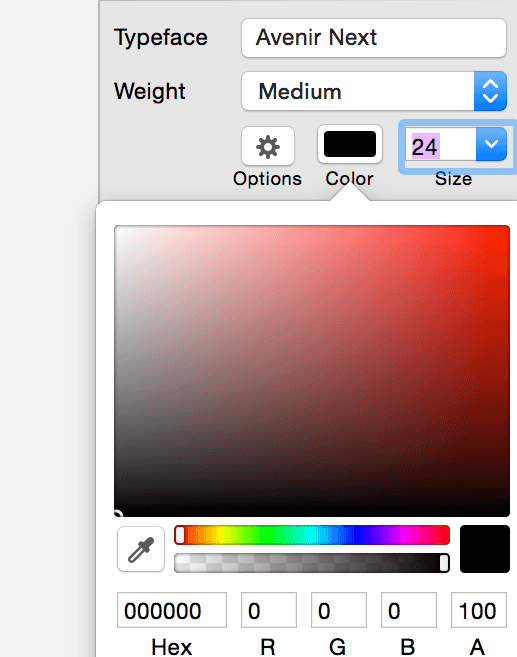 Typeface Avenir Next
Weight Medium
24
Options Color Size
000000 0 0 0 100
Hex R G B A